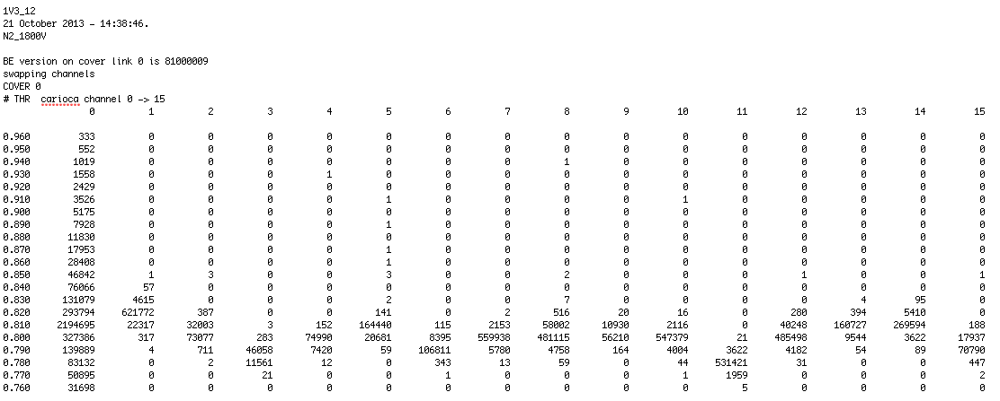 1V3_12
21 October 2013 – 14:38:46.
N2_1800V
BE version on cover link 0 is 81000009
swapping channels
COVER 0
# THR carioca channel 0 -> 15
0 1 2 3 4 5 6 7 8 9 10 11 12 13 14 15
0.960 333 0 0 0 0 0 0 0 0 0 0 0 0 0 0 0
0.950 552 0 0 0 0 0 0 0 0 0 0 0 0 0 0 0
0.940 1019 0 0 0 0 0 0 0 1 0 0 0 0 0 0 0
0.930 1558 0 0 0 1 0 0 0 0 0 0 0 0 0 0 0
0.920 2429 0 0 0 0 0 0 0 0 0 0 0 0 0 0 0
0.910 3526 0 0 0 0 1 0 0 0 0 1 0 0 0 0 0
0.900 5175 0 0 0 0 0 0 0 0 0 0 0 0 0 0 0
0.890 7928 0 0 0 0 1 0 0 0 0 0 0 0 0 0 0
0.880 11830 0 0 0 0 0 0 0 0 0 0 0 0 0 0 0
0.870 17953 0 0 0 0 1 0 0 0 0 0 0 0 0 0 0
0.860 28408 0 0 0 0 1 0 0 0 0 0 0 0 0 0 0
0.850 46842 1 3 0 0 3 0 0 2 0 0 0 1 0 0 1
0.840 76066 57 0 0 0 0 0 0 0 0 0 0 0 0 0 0
0.830 131079 4615 0 0 0 2 0 0 7 0 0 0 0 4 95 0
0.820 293794 621772 387 0 0 141 0 2 516 20 16 0 280 394 5410 0
0.810 2194695 22317 32003 3 152 164440 115 2153 58002 10930 2116 0 40248 160727 269594 188
0.800 327386 317 73077 283 74990 20681 8395 559938 481115 56210 547379 21 485498 9544 3622 17937
0.790 139889 4 711 46058 7420 59 106811 5780 4758 164 4004 3622 4182 54 89 70790
0.780 83132 0 2 11561 12 0 343 13 59 0 44 531421 31 0 0 447
0.770 50895 0 0 21 0 0 1 0 0 0 1 1959 0 0 0 2
0.760 31698 0 0 0 0 0 0 0 0 0 0 5 0 0 0 0